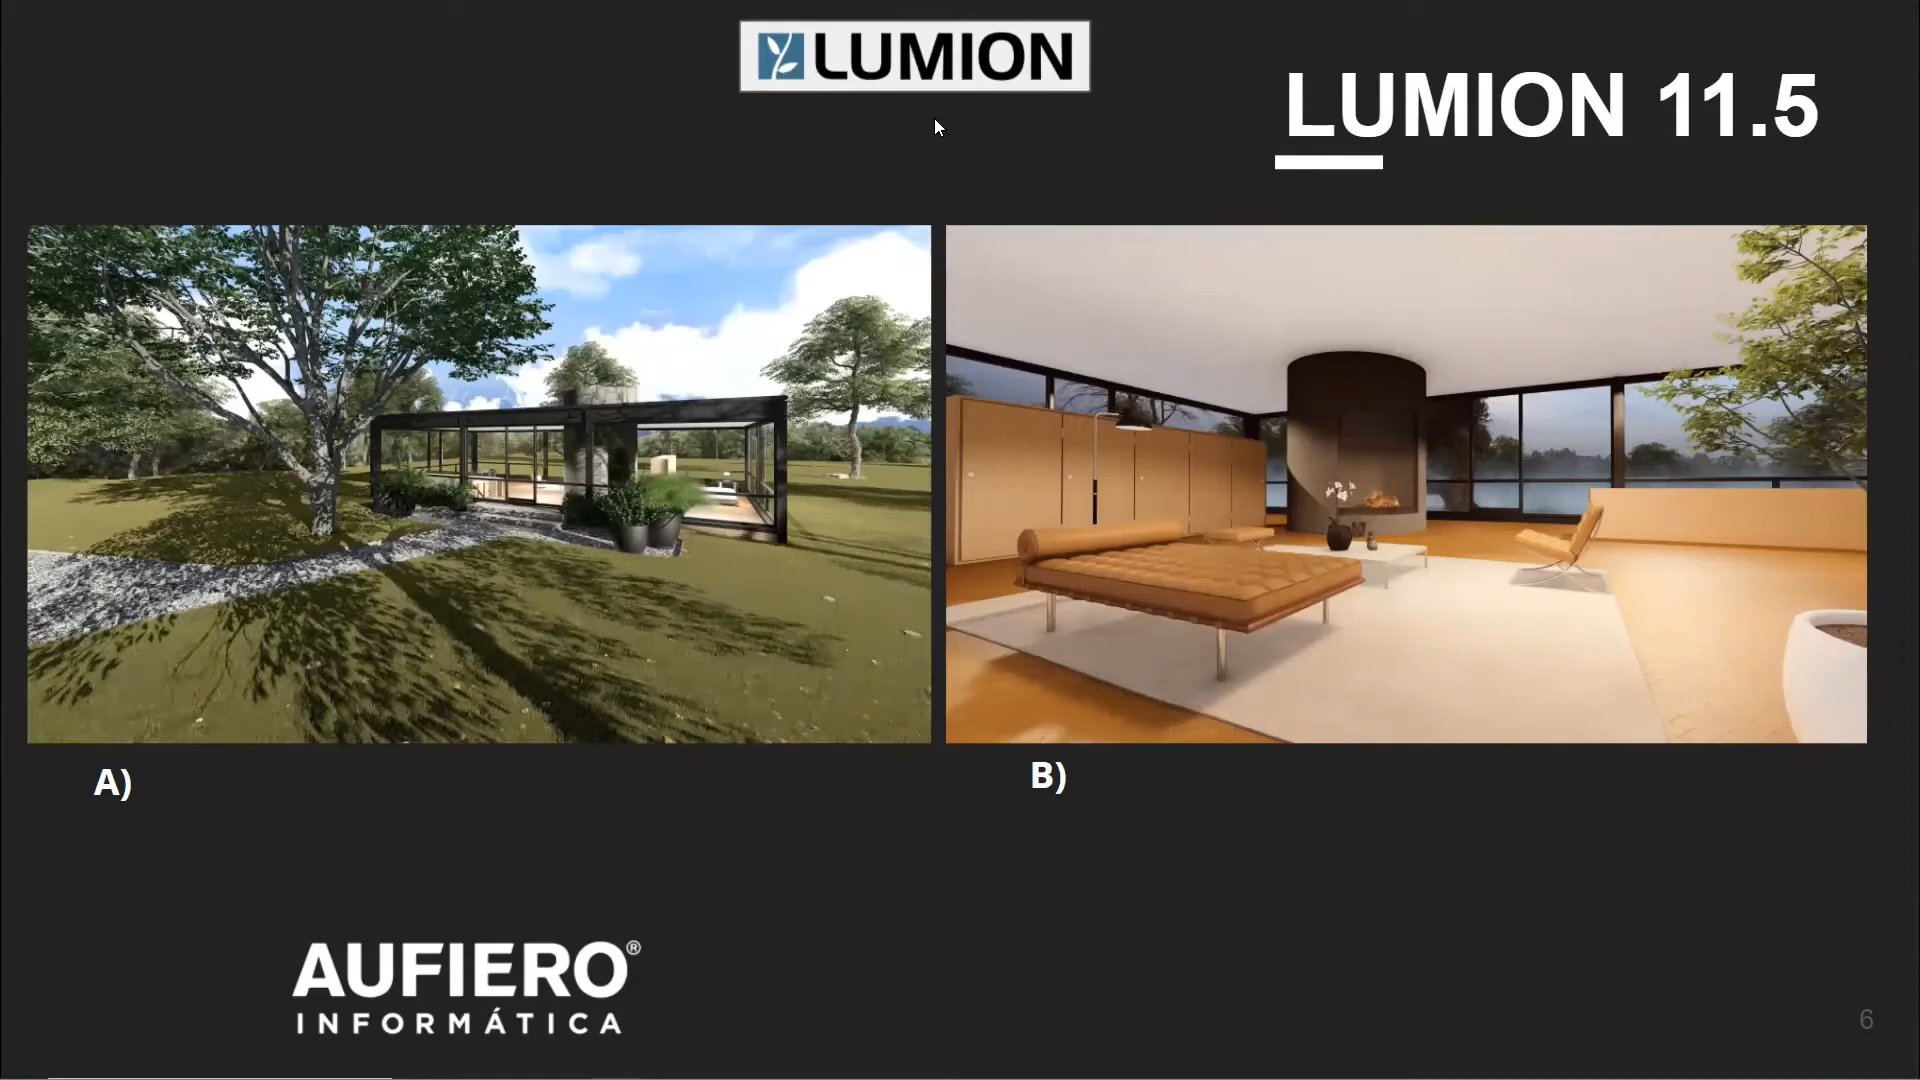 LUMION
LUMION 11.5
A)
B)
AUFIERO®
INFORMÁTICA
6